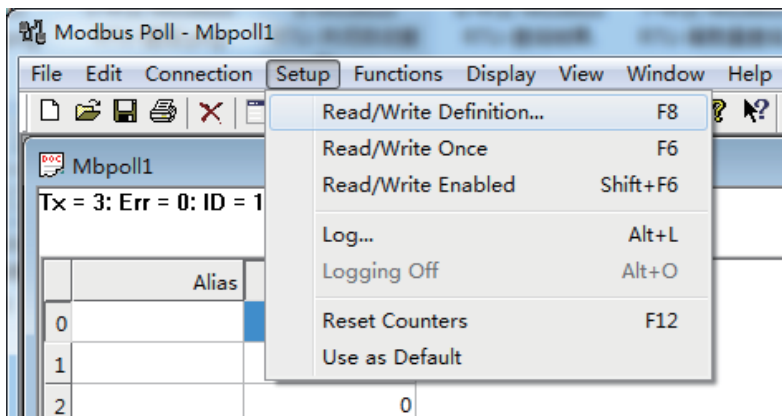 Modbus Poll - Mbpoll1
File Edit Connection Setup Functions Display View Window Help
Read/Write Definition... F8
Read/Write Once F6
Read/Write Enabled Shift+F6
Log... Alt+L
Logging Off Alt+O
Reset Counters F12
Use as Default
Mbpoll1
Tx = 3: Err = 0: ID = 1
Alias
0
1
2 0